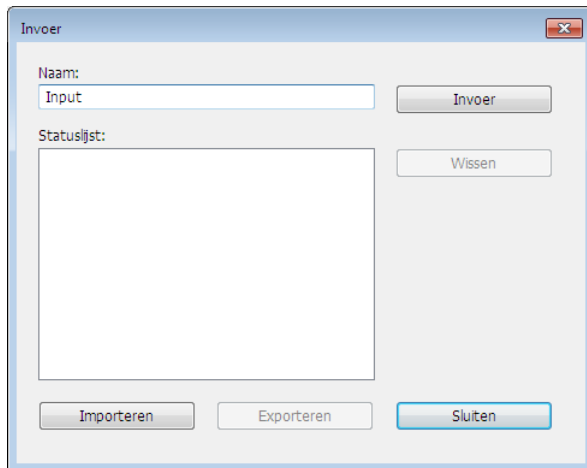 Invoer
Naam:
Input
Invoer
Statuslijst:
Wissen
Importeren
Exporteren
Sluiten